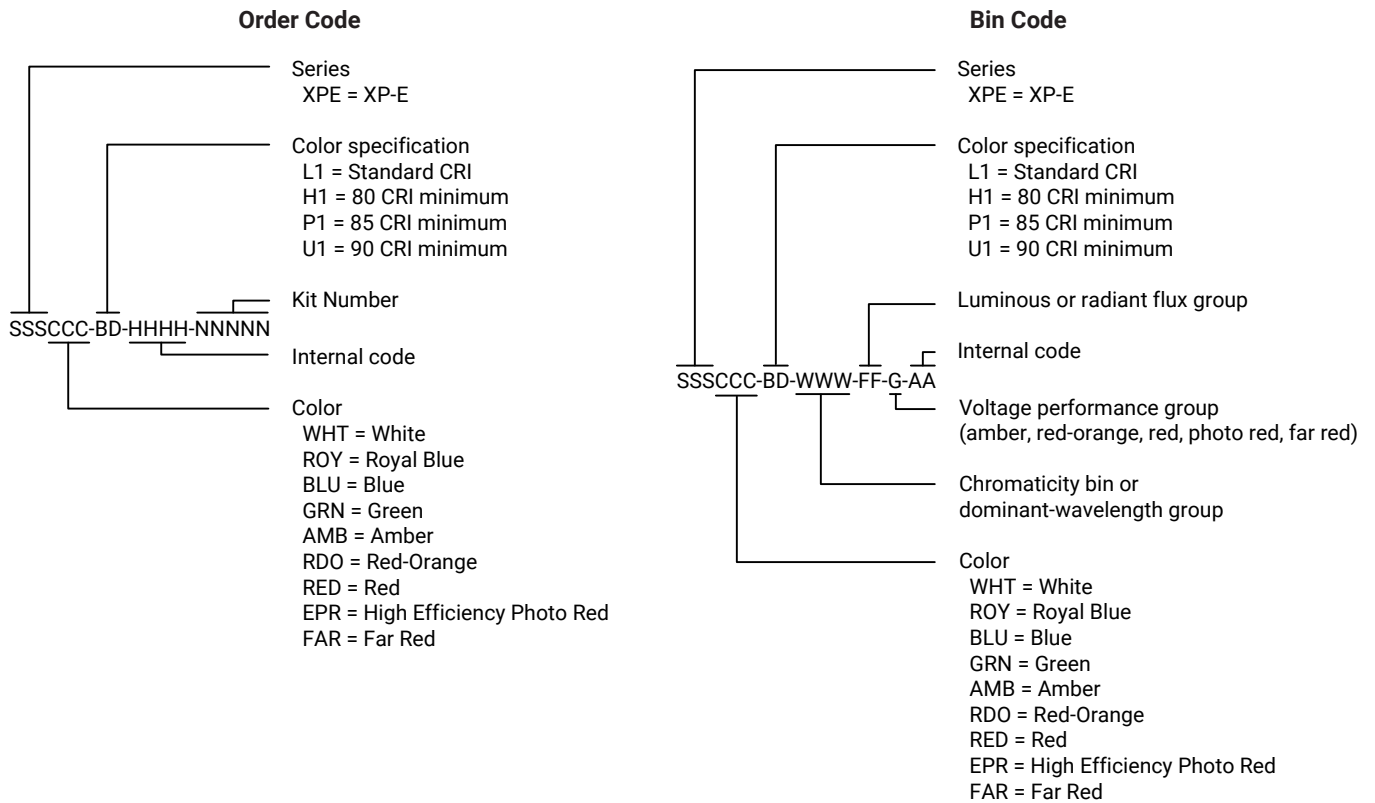 Order Code
Series
XPE = XP-E
Color specification
L1 = Standard CRI
H1 = 80 CRI minimum
P1 = 85 CRI minimum
U1 = 90 CRI minimum
Kit Number
SSSCCC-BD-HHHH-NNNNN
Internal code
Color
WHT = White
ROY = Royal Blue
BLU = Blue
GRN = Green
AMB = Amber
RDO = Red-Orange
RED = Red
EPR = High Efficiency Photo Red
FAR = Far Red
Bin Code
Series
XPE = XP-E
Color specification
L1 = Standard CRI
H1 = 80 CRI minimum
P1 = 85 CRI minimum
U1 = 90 CRI minimum
Luminous or radiant flux group
Internal code
SSSCCC-BD-WWW-FF-G-AA
Voltage performance group
(amber, red-orange, red, photo red, far red)
Chromaticity bin or
dominant-wavelength group
Color
WHT = White
ROY = Royal Blue
BLU = Blue
GRN = Green
AMB = Amber
RDO = Red-Orange
RED = Red
EPR = High Efficiency Photo Red
FAR = Far Red